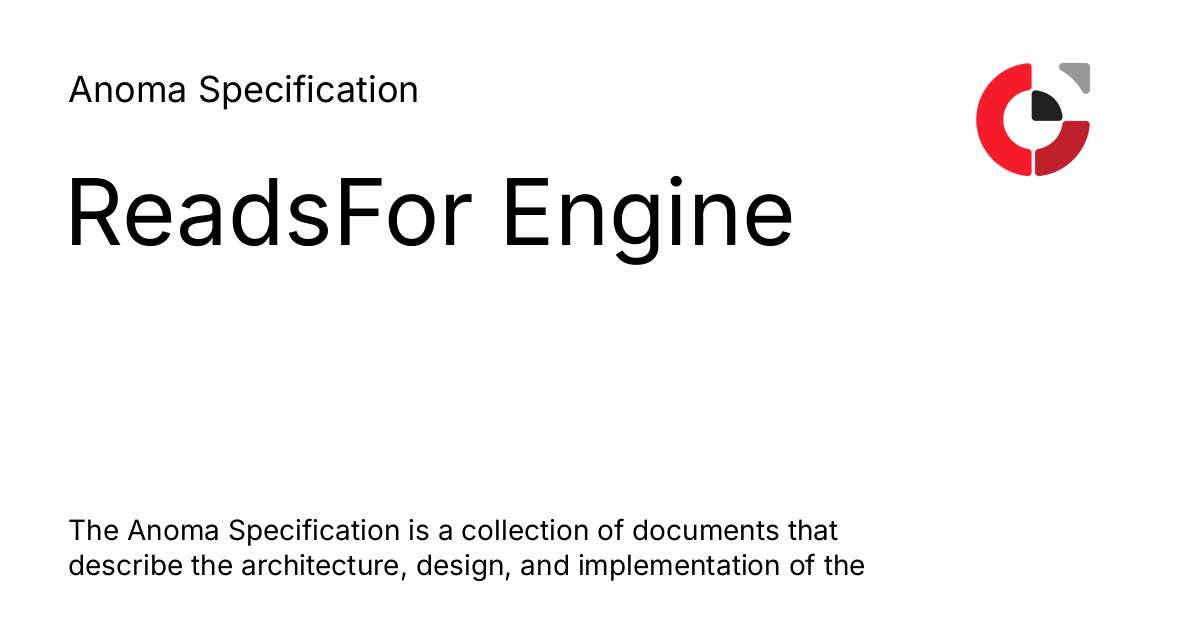 Anoma Specification
ReadsFor Engine
The Anoma Specification is a collection of documents that
describe the architecture, design, and implementation of the